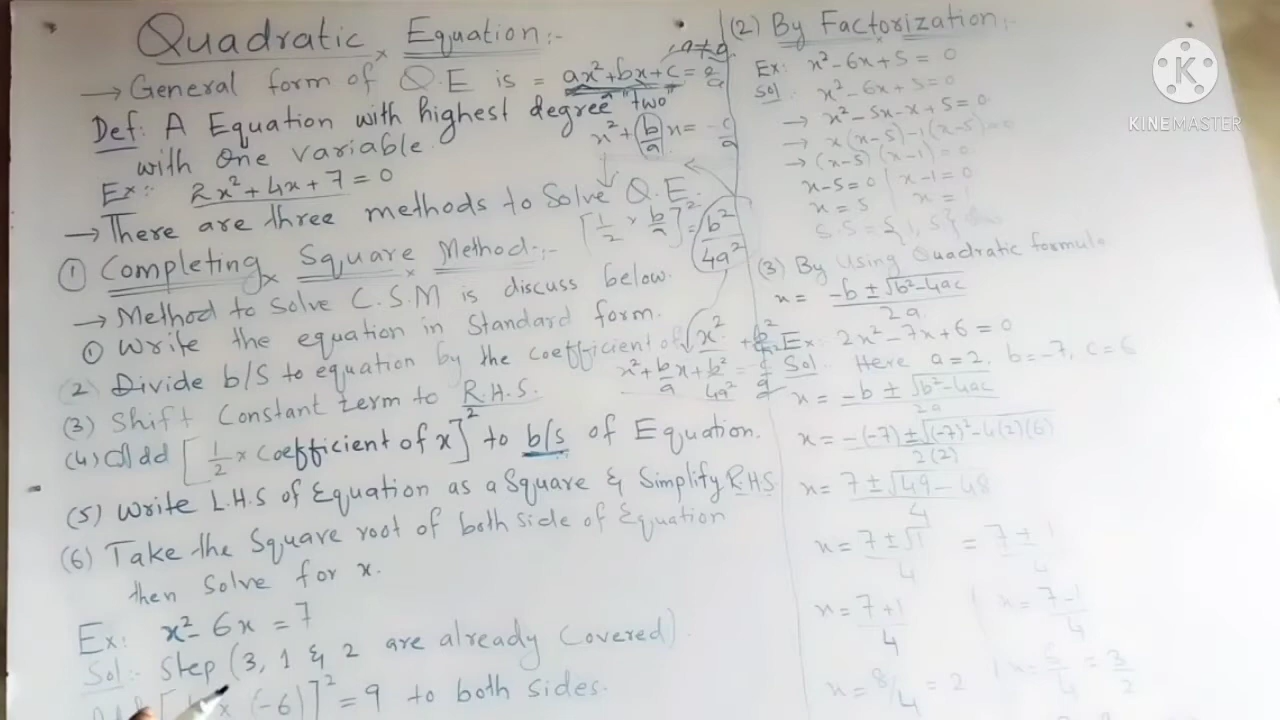 Quadratic Equation:-
→ General form of Q.E is = ax²+bx+c=
a≠0
Def: A Equation with highest degree "two"
with One variable.
x²+(b/a)x= -c/a
Ex:- 2x²+4x+7=0
→ There are three methods to Solve Q.E.
[1/2 × b/a]²= b²/4a²
① Completing Square Method:-
→ Method to Solve C.S.M is discuss below.
① Write the equation in Standard form.
(2) Divide b/S to equation by the coefficient of x².
x²+b/a x+b²/4a²
(3) Shift Constant term to R.H.S.
(4) Add [1/2 × coefficient of x]² to b/s of Equation.
(5) Write L.H.S of Equation as a Square & Simplify R.H.S.
(6) Take the Square root of both side of Equation
then Solve for x.
Ex: x²-6x=7
Sol:- Step (3, 1 & 2 are already Covered).
× (-6)]²=9 to both sides.
(2) By Factorization:-
Ex: x²-6x+5=0
Sol: x²-6x+5=0
→ x²-5x-x+5=0
→ x(x-5)-1(x-5)=0
→ (x-5)(x-1)=0
x-5=0 | x-1=0
x=5 | x=1
S.S={1,5}
(3) By Using Quadratic formula
x= -b±√b²-4ac/2a
Ex: 2x²-7x+6=0
Sol: Here a=2, b=-7, c=6
x= -b±√b²-4ac/2a
x= -(-7)±√(-7)²-4(2)(6)/2(2)
x= 7±√49-48/4
x= 7±√1/4 = 7±1/4
x= 7+1/4 | x= 7-1/4
x= 8/4 =2 | x= 6/4 = 3/2
K
KINEMASTER